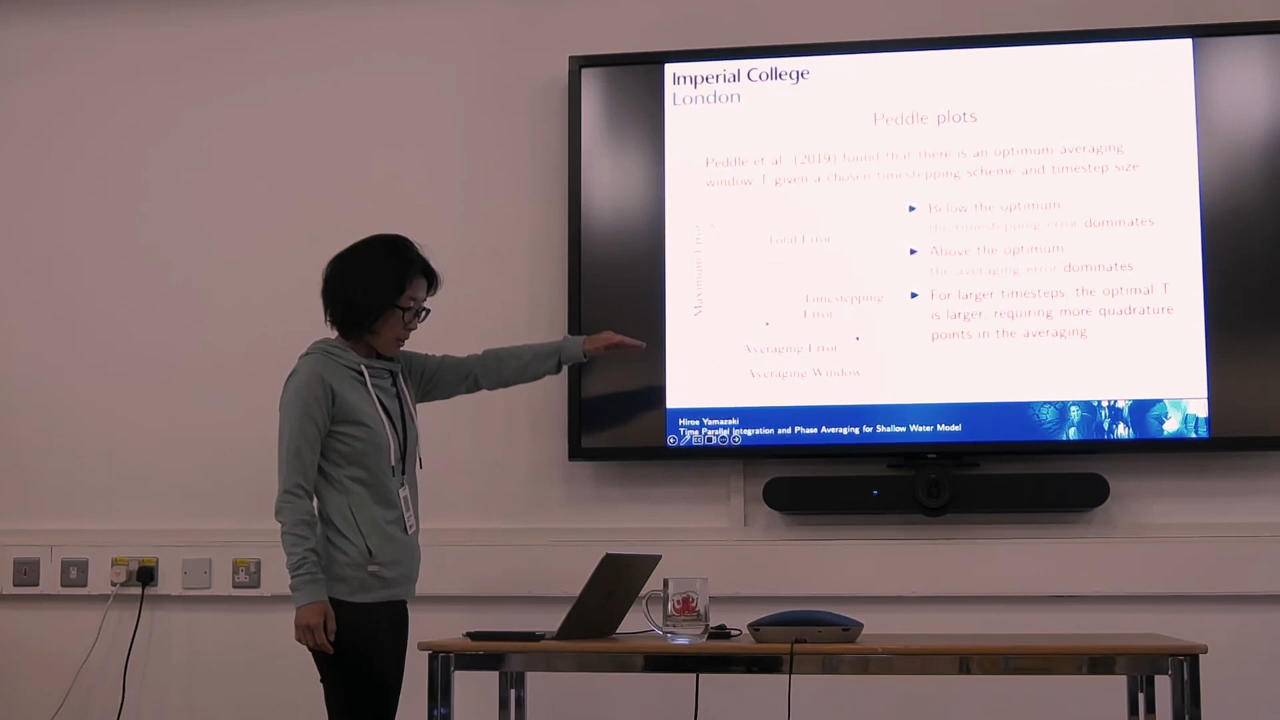 Imperial College
London
Peddle plots
Peddle et al. (2019) found that there is an optimum averaging
window T given a chosen timestepping scheme and timestep size
Maximum Error
Total Error
Timestepping
Error
Averaging Error
Averaging Window
Below the optimum
the timestepping error dominates
Above the optimum
the averaging error dominates
For larger timesteps, the optimal T
is larger, requiring more quadrature
points in the averaging
Hiroe Yamazaki
Time Parallel Integration and Phase Averaging for Shallow Water Model